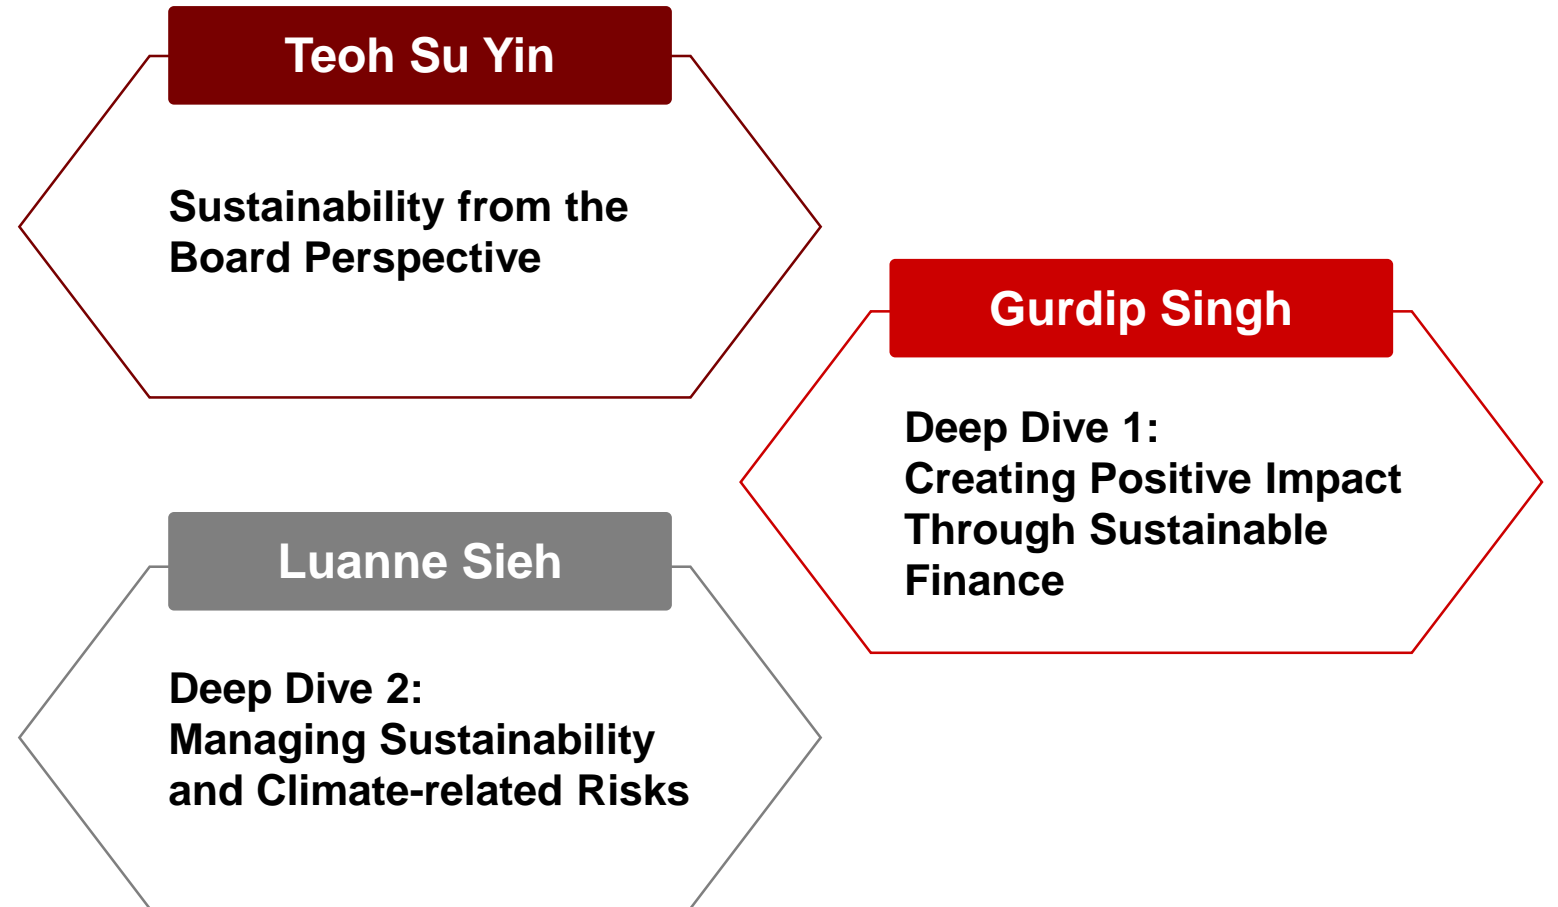 Teoh Su Yin
Sustainability from the
Board Perspective
Gurdip Singh
Deep Dive 1:
Creating Positive Impact
Through Sustainable
Finance
Luanne Sieh
Deep Dive 2:
Managing Sustainability
and Climate-related Risks